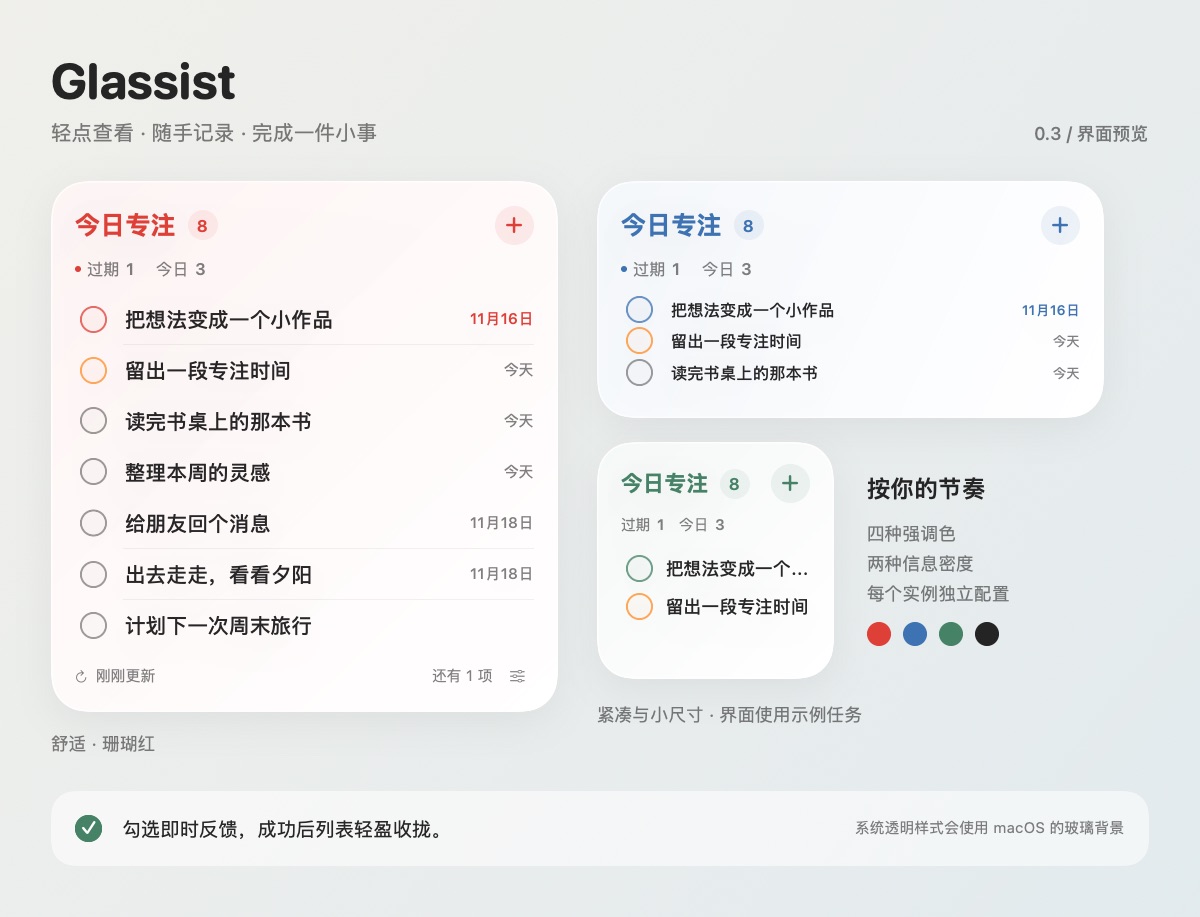 Glassist
轻点查看 · 随手记录 · 完成一件小事
0.3 / 界面预览
今日专注 8 +
过期 1 今日 3
把想法变成一个小作品 11月16日
留出一段专注时间 今天
读完书桌上的那本书 今天
整理本周的灵感 今天
给朋友回个消息 11月18日
出去走走，看看夕阳 11月18日
计划下一次周末旅行
刚刚更新 还有 1 项
舒适 · 珊瑚红
今日专注 8 +
过期 1 今日 3
把想法变成一个小作品 11月16日
留出一段专注时间 今天
读完书桌上的那本书 今天
今日专注 8 +
过期 1 今日 3
把想法变成一个…
留出一段专注时间
按你的节奏
四种强调色
两种信息密度
每个实例独立配置
紧凑与小尺寸 · 界面使用示例任务
勾选即时反馈，成功后列表轻盈收拢。
系统透明样式会使用 macOS 的玻璃背景